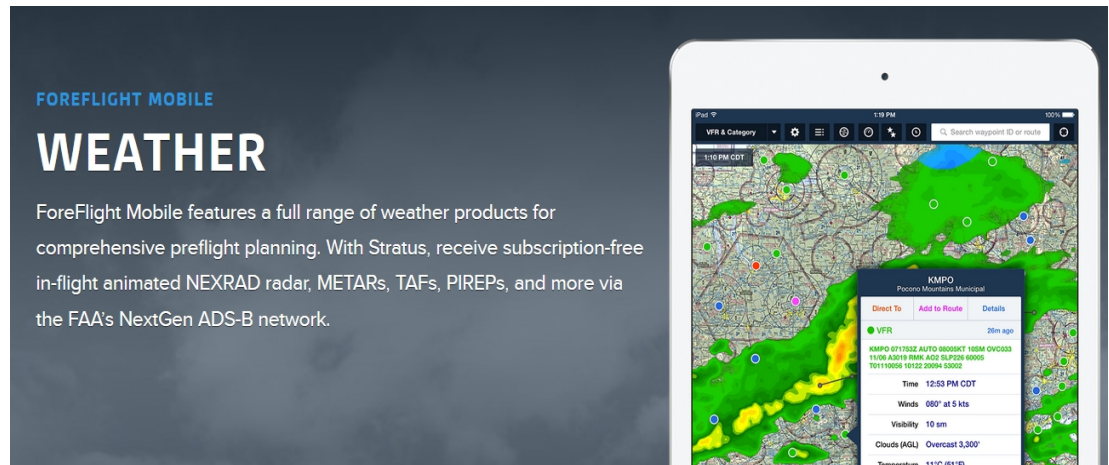 FOREFLIGHT MOBILE
WEATHER
ForeFlight Mobile features a full range of weather products for
comprehensive preflight planning. With Stratus, receive subscription-free
in-flight animated NEXRAD radar, METARs, TAFs, PIREPs, and more via
the FAA's NextGen ADS-B network.
iPad 1:19 PM 100%
VFR & Category Search waypoint ID or route
1:10 PM CDT
KMPO
Pocono Mountains Municipal
Direct To Add to Route Details
VFR 26m ago
KMPO 071753Z AUTO 08005KT 10SM OVC033
11/06 A3019 RMK AO2 SLP226 60005
T01110056 10122 20094 53002
Time 12:53 PM CDT
Winds 080° at 5 kts
Visibility 10 sm
Clouds (AGL) Overcast 3,300'
Temperature 11°C (51°F)